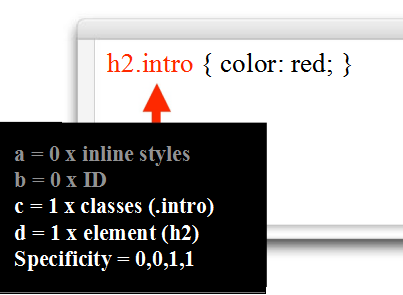 h2.intro { color: red; }
a = 0 x inline styles
b = 0 x ID
c = 1 x classes (.intro)
d = 1 x element (h2)
Specificity = 0,0,1,1